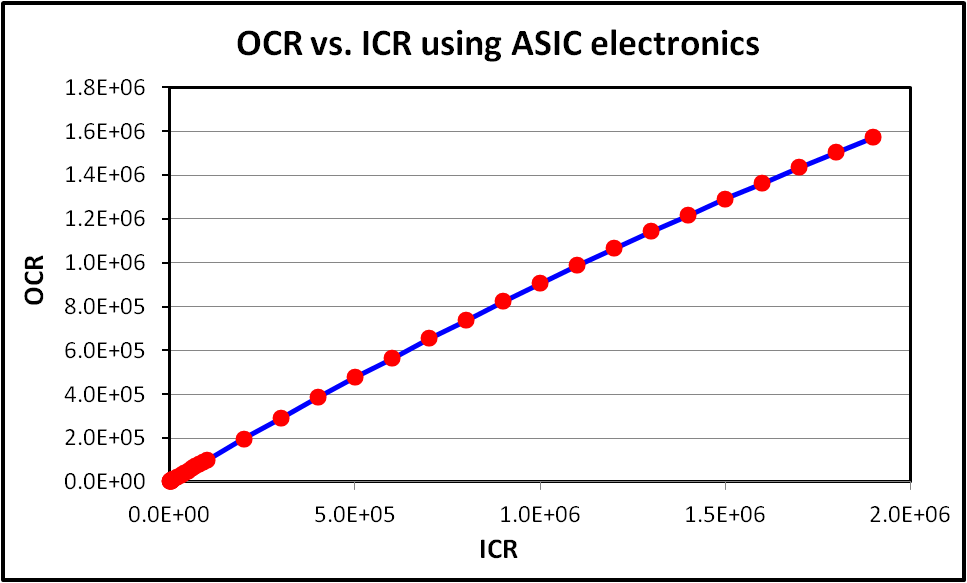 OCR vs. ICR using ASIC electronics
1.8E+06
1.6E+06
1.4E+06
1.2E+06
1.0E+06
8.0E+05
6.0E+05
4.0E+05
2.0E+05
0.0E+00
OCR
0.0E+00 5.0E+05 1.0E+06 1.5E+06 2.0E+06
ICR